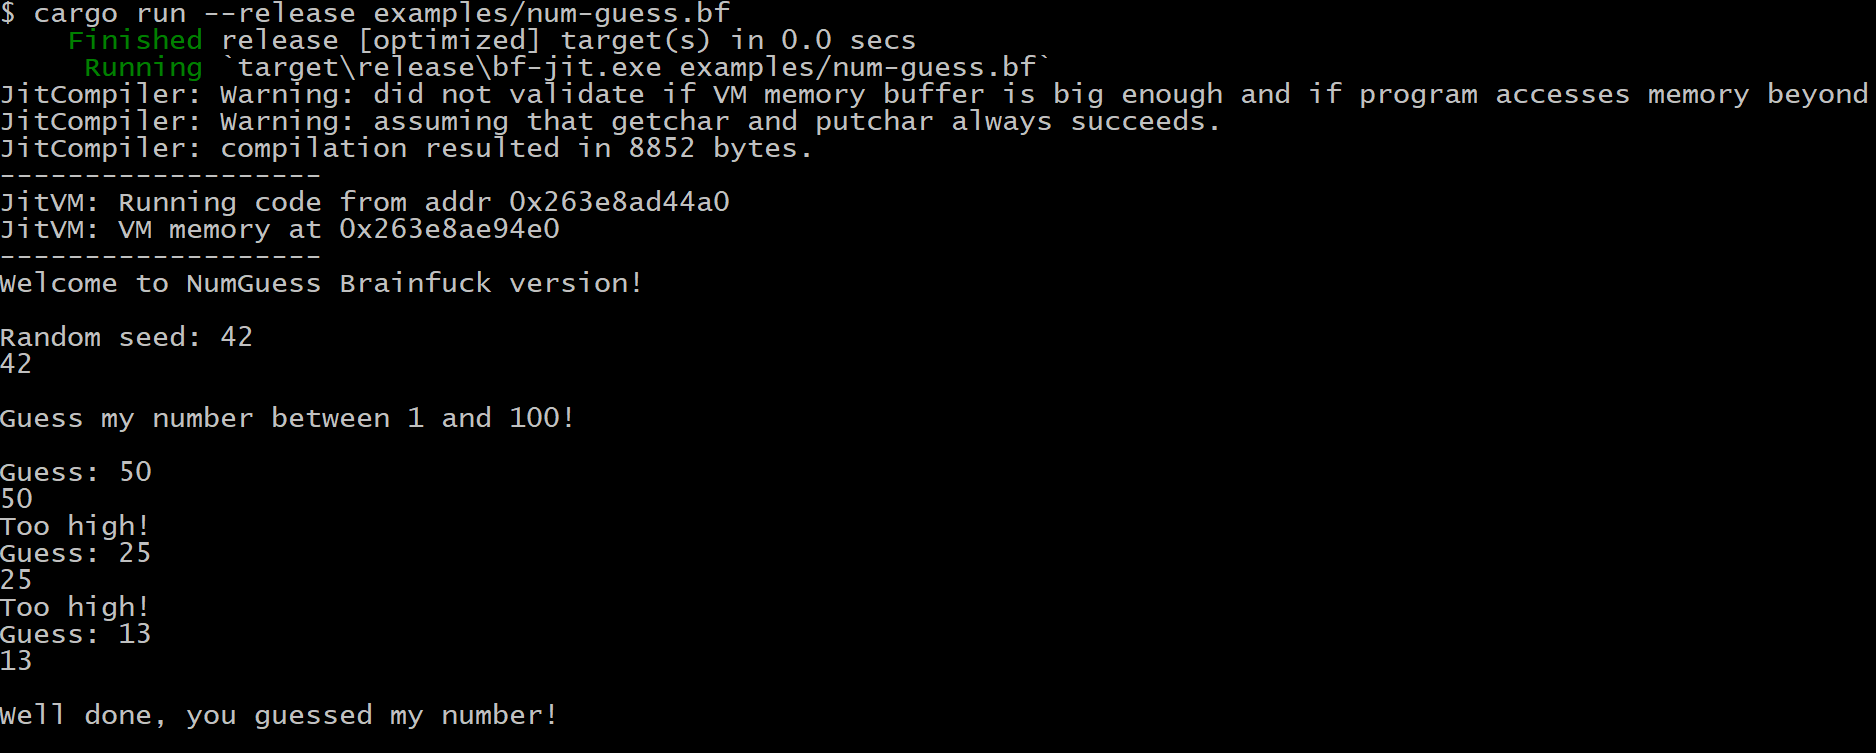 $ cargo run --release examples/num-guess.bf
    Finished release [optimized] target(s) in 0.0 secs
     Running `target\release\bf-jit.exe examples/num-guess.bf`
JitCompiler: Warning: did not validate if VM memory buffer is big enough and if program accesses memory beyond
JitCompiler: Warning: assuming that getchar and putchar always succeeds.
JitCompiler: compilation resulted in 8852 bytes.
-------------------
JitVM: Running code from addr 0x263e8ad44a0
JitVM: VM memory at 0x263e8ae94e0
-------------------
Welcome to NumGuess Brainfuck version!

Random seed: 42
42

Guess my number between 1 and 100!

Guess: 50
50
Too high!
Guess: 25
25
Too high!
Guess: 13
13

Well done, you guessed my number!